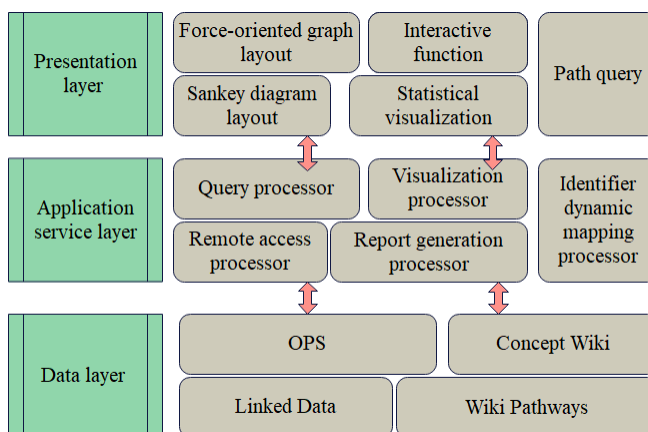 Presentation
layer
Force-oriented graph
layout
Interactive
function
Path query
Sankey diagram
layout
Statistical
visualization
Application
service layer
Query processor
Visualization
processor
Identifier
dynamic
mapping
processor
Remote access
processor
Report generation
processor
Data layer
OPS
Concept Wiki
Linked Data
Wiki Pathways